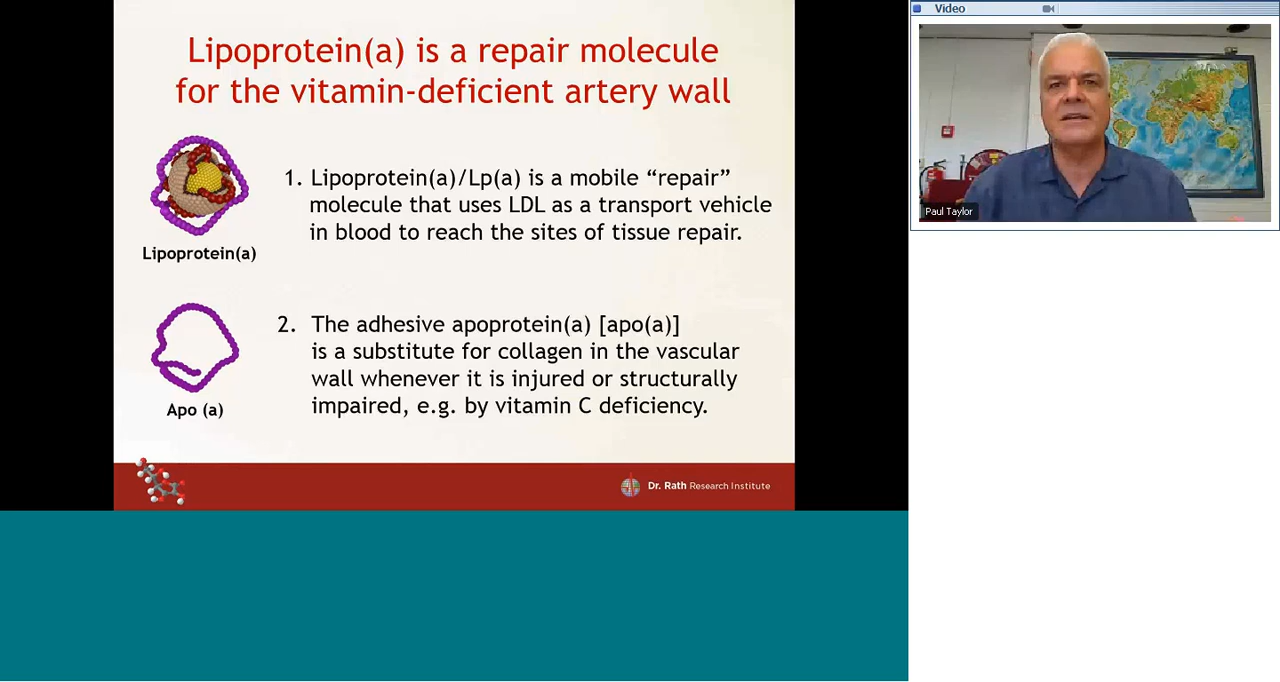 Video
Lipoprotein(a) is a repair molecule
for the vitamin-deficient artery wall
Lipoprotein(a)
1. Lipoprotein(a)/Lp(a) is a mobile “repair”
molecule that uses LDL as a transport vehicle
in blood to reach the sites of tissue repair.
Apo (a)
2. The adhesive apoprotein(a) [apo(a)]
is a substitute for collagen in the vascular
wall whenever it is injured or structurally
impaired, e.g. by vitamin C deficiency.
Dr. Rath Research Institute
Paul Taylor